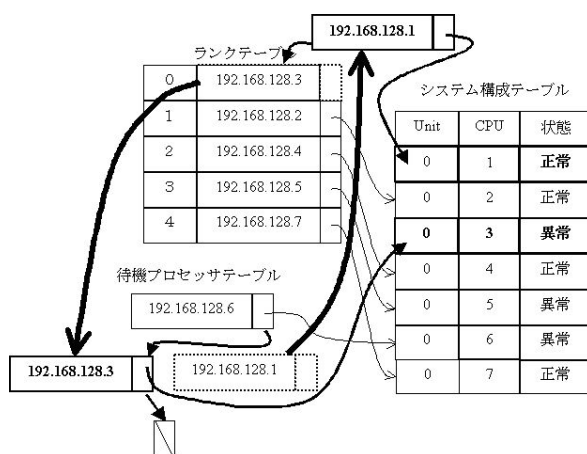 192.168.128.1
ランクテーブル
0 192.168.128.3
1 192.168.128.2
2 192.168.128.4
3 192.168.128.5
4 192.168.128.7
システム構成テーブル
Unit CPU 状態
0 1 正常
0 2 正常
0 3 異常
0 4 正常
0 5 異常
0 6 異常
0 7 正常
待機プロセッサテーブル
192.168.128.6
192.168.128.3
192.168.128.1